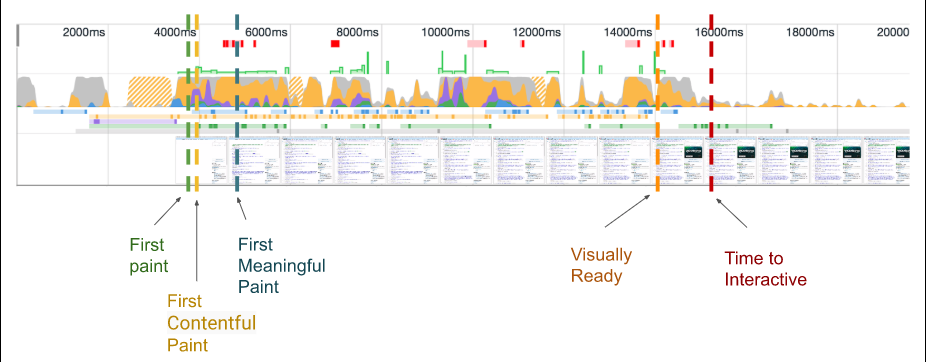 2000ms 4000ms 6000ms 8000ms 10000ms 12000ms 14000ms 16000ms 18000ms 20000
First
paint
First
Contentful
Paint
First
Meaningful
Paint
Visually
Ready
Time to
Interactive